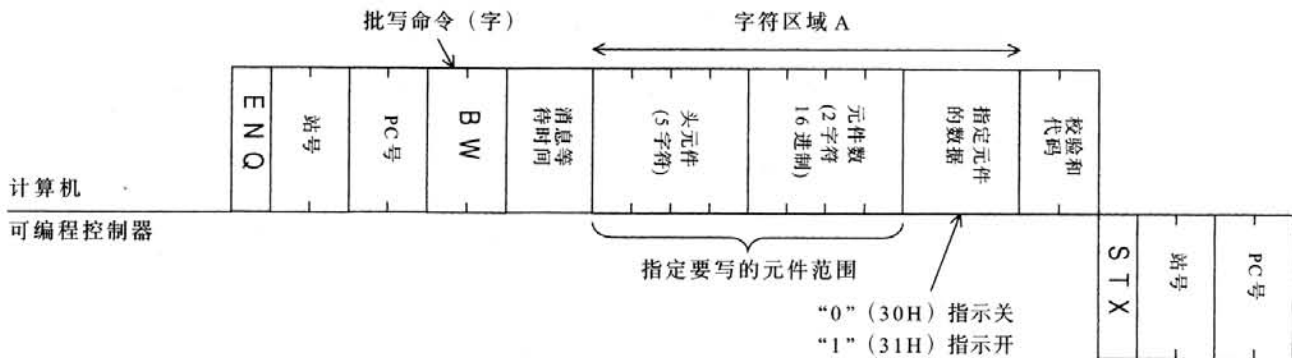 批写命令（字）
字符区域 A
ENQ
站号
PC号
BW
消息等
待时间
头元件
(5字符)
元件数
(2字符
16进制)
指定元件
的数据
校验和
代码
计算机
可编程控制器
指定要写的元件范围
“0”（30H）指示关
“1”（31H）指示开
STX
站号
PC号